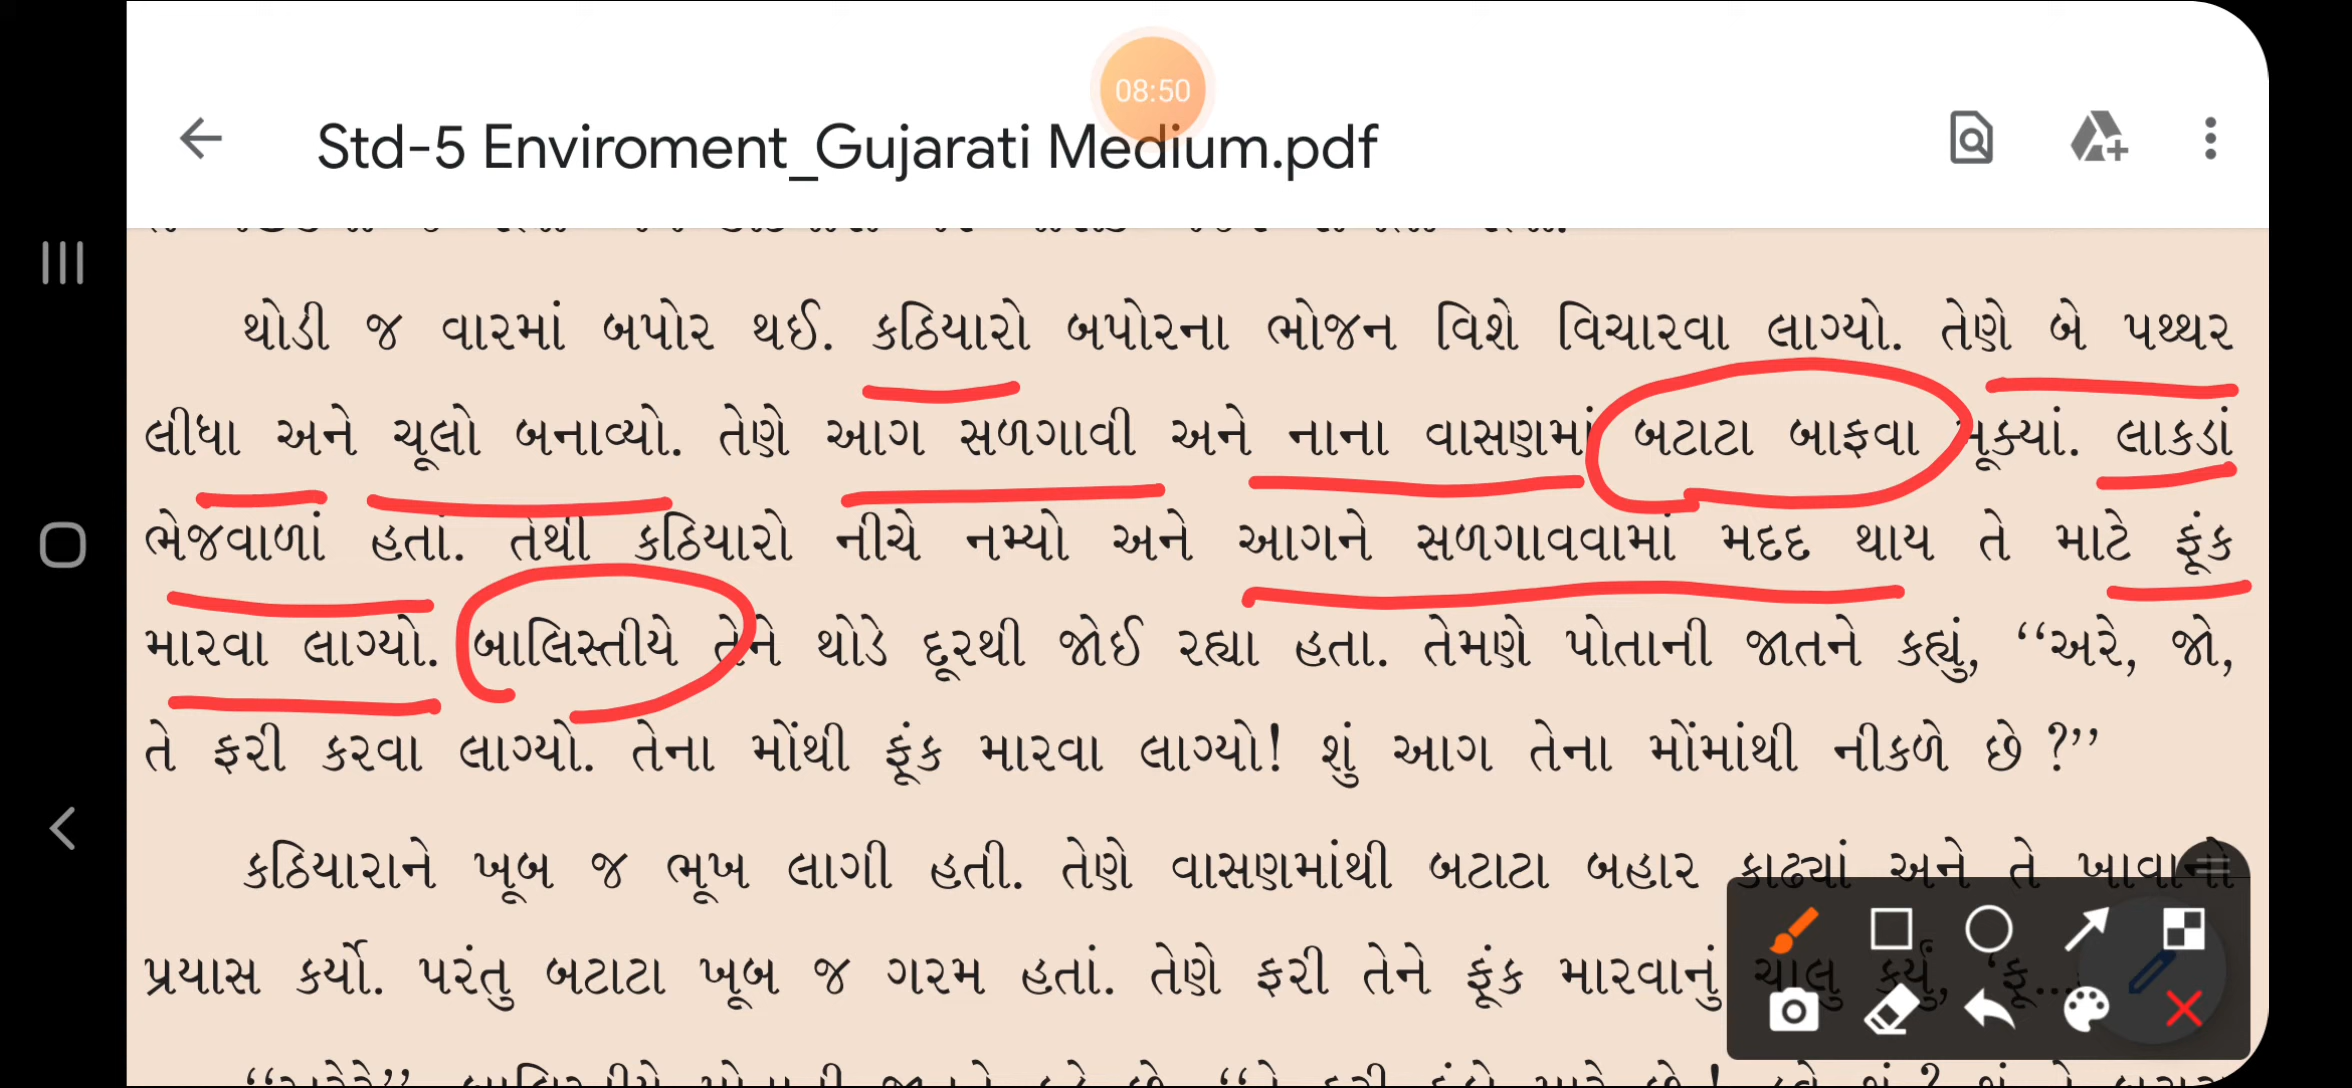 08:50
Std-5 Enviroment_Gujarati Medium.pdf
થોડી જ વારમાં બપોર થઈ. કઠિયારો બપોરના ભોજન વિશે વિચારવા લાગ્યો. તેણે બે પથ્થર
લીધા અને ચૂલો બનાવ્યો. તેણે આગ સળગાવી અને નાના વાસણમાં બટાટા બાફવા મૂક્યાં. લાકડાં
ભેજવાળાં હતાં. તેથી કઠિયારો નીચે નમ્યો અને આગને સળગાવવામાં મદદ થાય તે માટે ફૂંક
મારવા લાગ્યો. બાલિસ્તીયે તેને થોડે દૂરથી જોઈ રહ્યા હતા. તેમણે પોતાની જાતને કહ્યું, “અરે, જો,
તે ફરી કરવા લાગ્યો. તેના મોંથી ફૂંક મારવા લાગ્યો! શું આગ તેના મોંમાંથી નીકળે છે ?”
કઠિયારાને ખૂબ જ ભૂખ લાગી હતી. તેણે વાસણમાંથી બટાટા બહાર કાઢ્યાં અને તે ખાવાનો
પ્રયાસ કર્યો. પરંતુ બટાટા ખૂબ જ ગરમ હતાં. તેણે ફરી તેને ફૂંક મારવાનું ચાલુ કર્યું, ‘ફૂ...